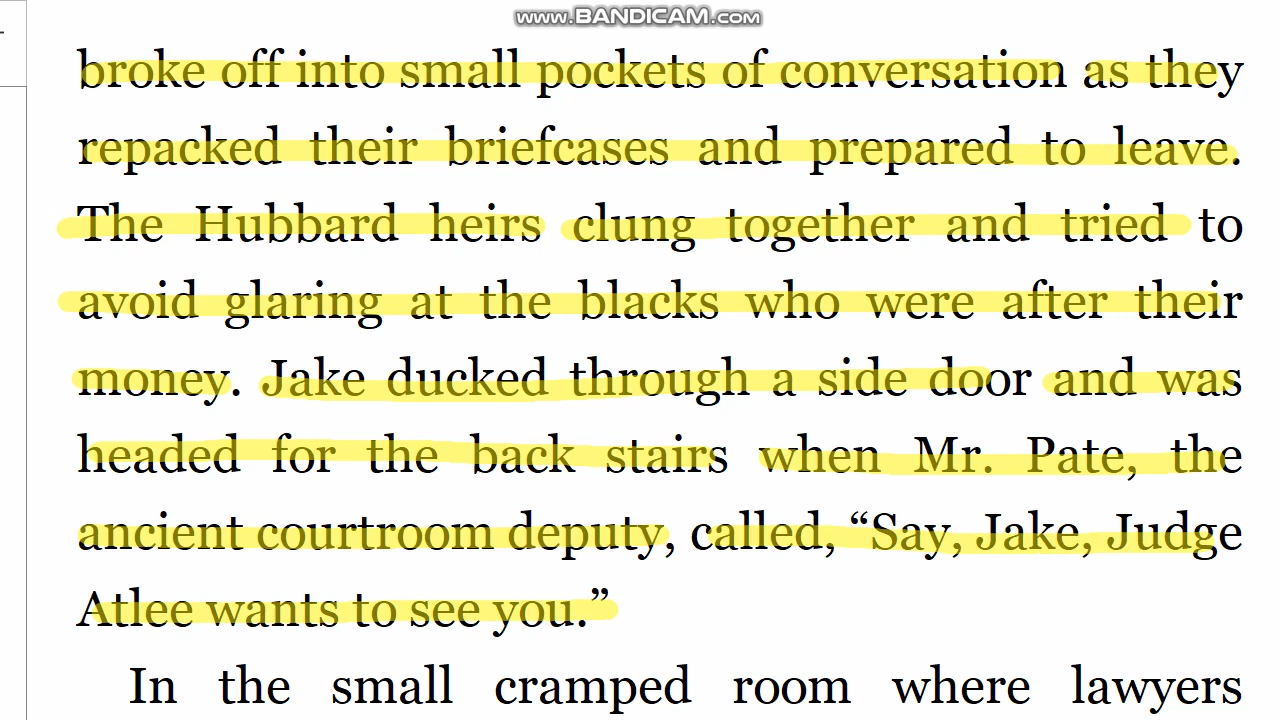 www.BANDICAM.com
broke off into small pockets of conversation as they
repacked their briefcases and prepared to leave.
The Hubbard heirs clung together and tried to
avoid glaring at the blacks who were after their
money. Jake ducked through a side door and was
headed for the back stairs when Mr. Pate, the
ancient courtroom deputy, called, “Say, Jake, Judge
Atlee wants to see you.”
In the small cramped room where lawyers